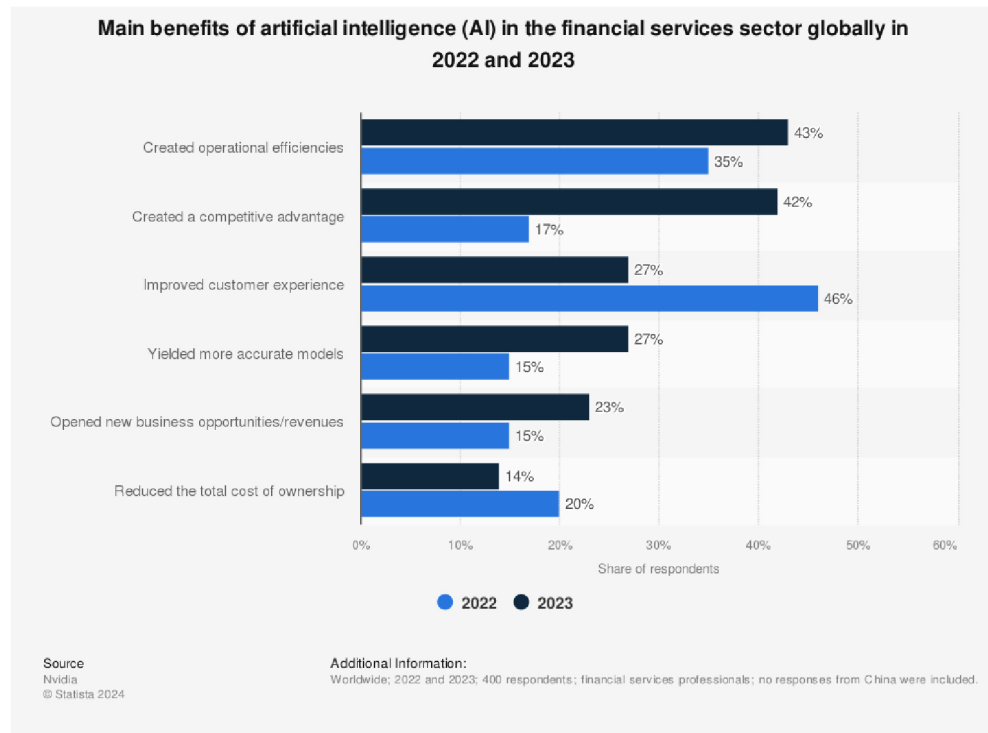 Main benefits of artificial intelligence (AI) in the financial services sector globally in
2022 and 2023
Created operational efficiencies
43%
35%
Created a competitive advantage
42%
17%
Improved customer experience
27%
46%
Yielded more accurate models
27%
15%
Opened new business opportunities/revenues
23%
15%
Reduced the total cost of ownership
14%
20%
0% 10% 20% 30% 40% 50% 60%
Share of respondents
2022 2023
Source
Nvidia
© Statista 2024
Additional Information:
Worldwide; 2022 and 2023; 400 respondents; financial services professionals; no responses from China were included.